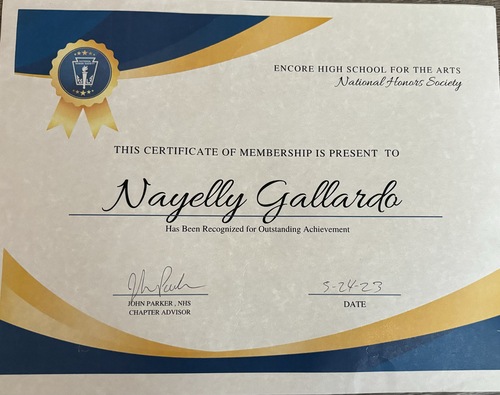 ENCORE HIGH SCHOOL FOR THE ARTS
National Honors Society
THIS CERTIFICATE OF MEMBERSHIP IS PRESENT TO
Nayelly Gallardo
Has Been Recognized for Outstanding Achievement
John Parker
5-24-23
JOHN PARKER , NHS
DATE
CHAPTER ADVISOR